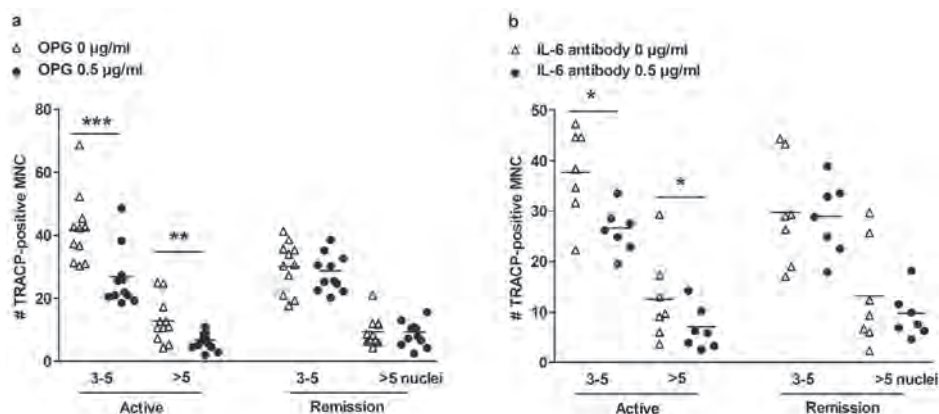 a
△ OPG 0 µg/ml
● OPG 0.5 µg/ml
# TRACP-positive MNC
80
60
40
20
0
***
**
3-5
>5
3-5
>5 nuclei
Active
Remission
b
△ IL-6 antibody 0 µg/ml
● IL-6 antibody 0.5 µg/ml
# TRACP-positive MNC
50
40
30
20
10
0
*
*
3-5
>5
3-5
>5 nuclei
Active
Remission